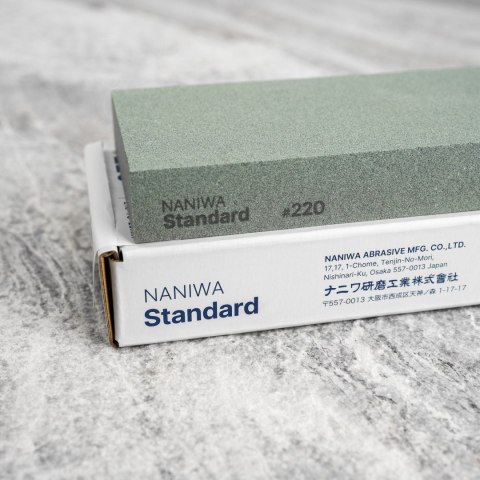 NANIWA
Standard #220
NANIWA
Standard
NANIWA ABRASIVE MFG. CO.,LTD.
17,17, 1-Chome, Tenjin-No-Mori,
Nishinari-Ku, Osaka 557-0013 Japan
ナニワ研磨工業株式會社
〒557-0013 大阪市西成区天神ノ森 1-17-17